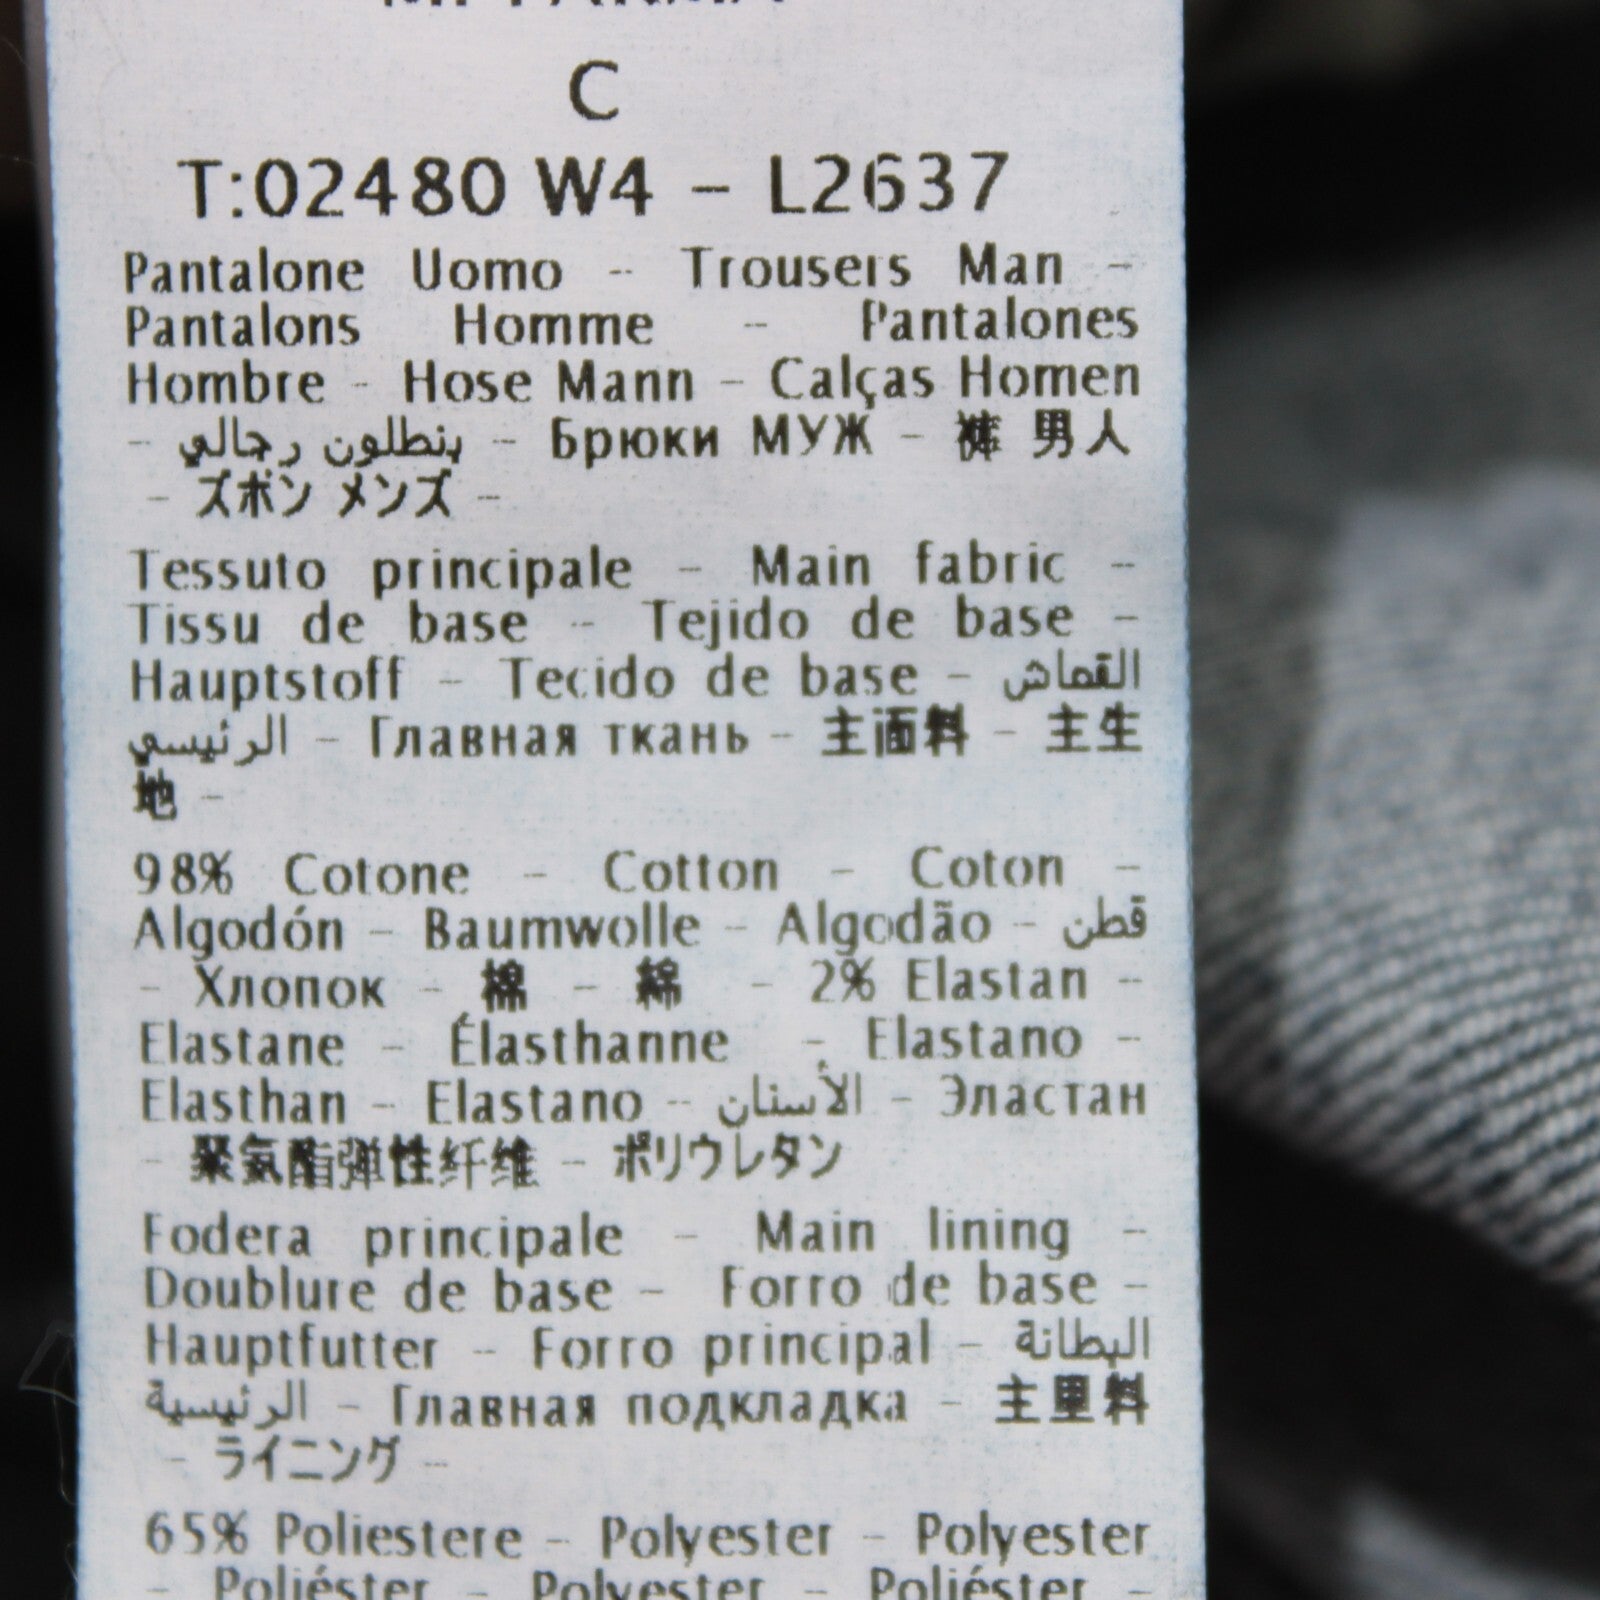 C
T:02480 W4 - L2637
Pantalone Uomo - Trousers Man -
Pantalons Homme - Pantalones
Hombre - Hose Mann - Calças Homen
- بنطلون رجالي - Брюки МУЖ - 裤 男人
- ズボン メンズ -
Tessuto principale - Main fabric -
Tissu de base - Tejido de base -
Hauptstoff - Tecido de base - القماش
الرئيسي - Главная ткань - 主面料 - 主生
地 -
98% Cotone - Cotton - Coton -
Algodón - Baumwolle - Algodão - قطن
- Хлопок - 棉 - 綿 - 2% Elastan -
Elastane - Élasthanne - Elastano -
Elasthan - Elastano - الأستان - Эластан
- 聚氨酯弹性纤维 - ポリウレタン
Fodera principale - Main lining -
Doublure de base - Forro de base -
Hauptfutter - Forro principal - البطانة
الرئيسية - Главная подкладка - 主里料
- ライニング -
65% Poliestere - Polyester - Polyester
- Poliéster - Polyester - Poliéster -